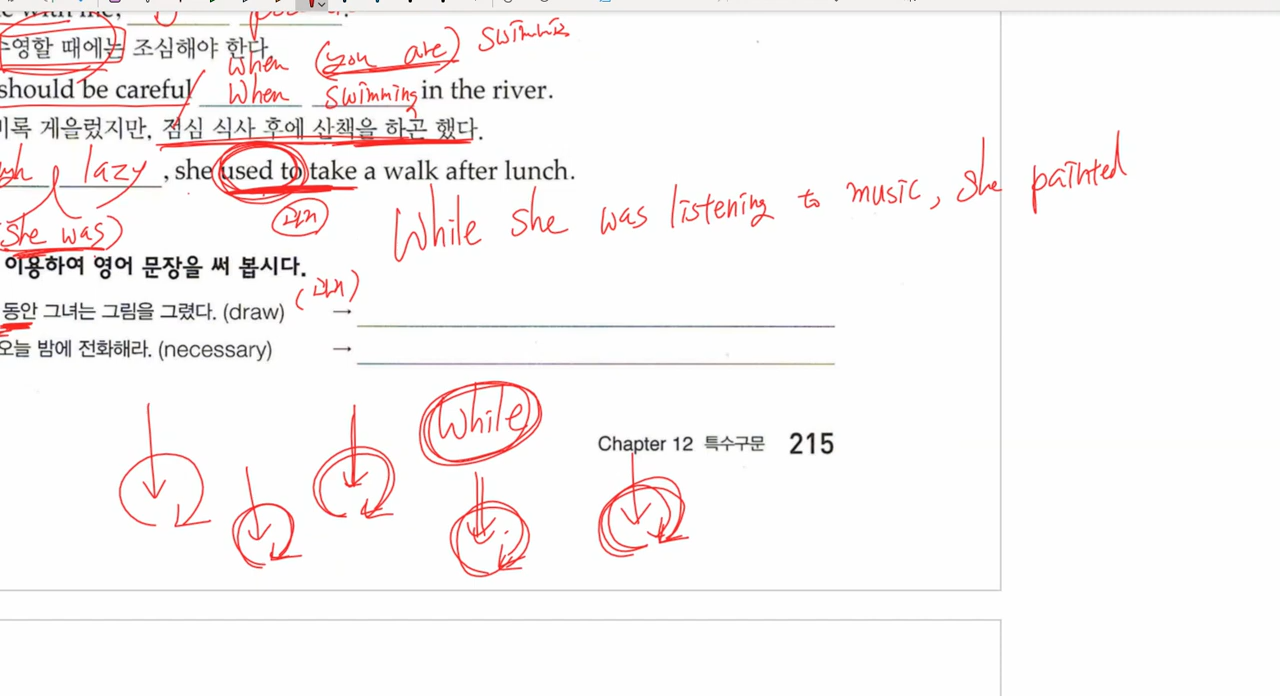 수영할 때에는 조심해야 한다.
When (you are) swimming
should be careful When swimming in the river.
비록 게을렀지만, 점심 식사 후에 산책을 하곤 했다.
lazy, she used to take a walk after lunch.
(she was) (과거) While she was listening to music, she painted
이용하여 영어 문장을 써 봅시다.
동안 그녀는 그림을 그렸다. (draw) (과거) →
오늘 밤에 전화해라. (necessary) →
While
Chapter 12 특수구문 215